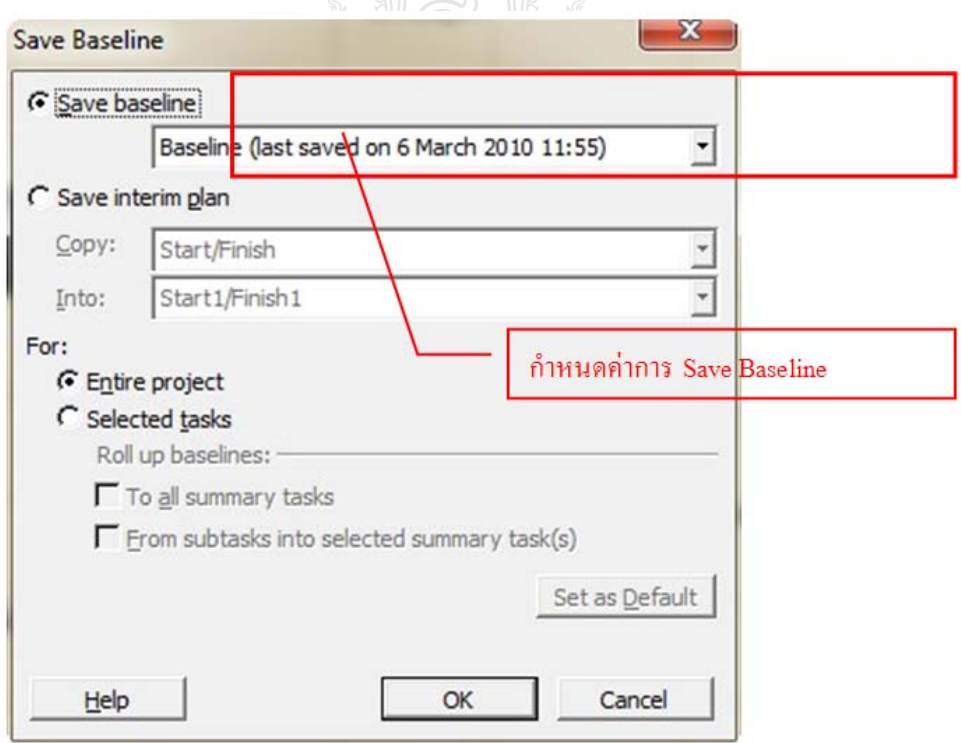 Save Baseline
Save baseline
Baseline (last saved on 6 March 2010 11:55)
Save interim plan
Copy: Start/Finish
Into: Start1/Finish1
กำหนดค่าการ Save Baseline
For:
Entire project
Selected tasks
Roll up baselines:
To all summary tasks
From subtasks into selected summary task(s)
Set as Default
Help OK Cancel